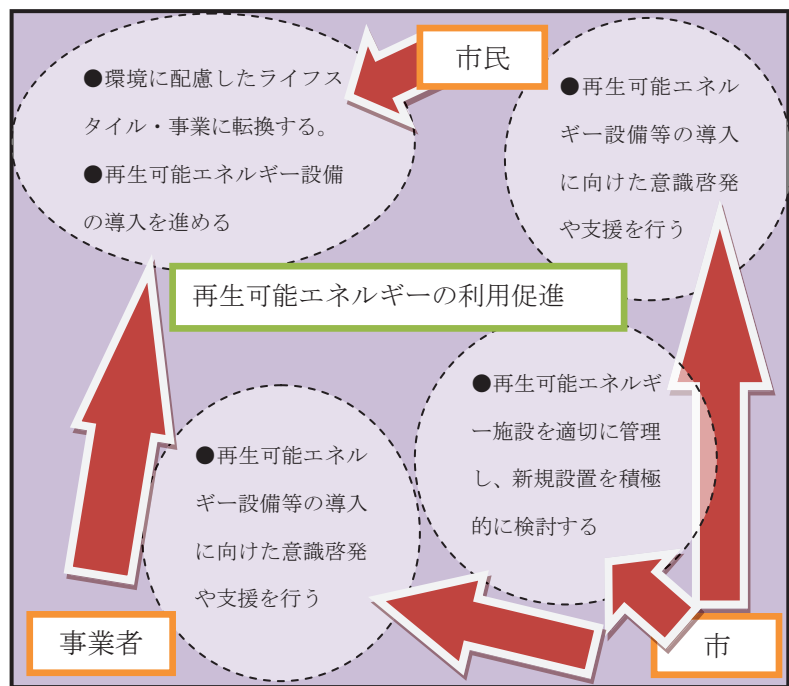 市民
●環境に配慮したライフス
タイル・事業に転換する。
●再生可能エネルギー設備
の導入を進める
●再生可能エネル
ギー設備等の導入
に向けた意識啓発
や支援を行う
再生可能エネルギーの利用促進
●再生可能エネルギ
ー施設を適切に管理
し、新規設置を積極
的に検討する
●再生可能エネル
ギー設備等の導入
に向けた意識啓発
や支援を行う
事業者
市